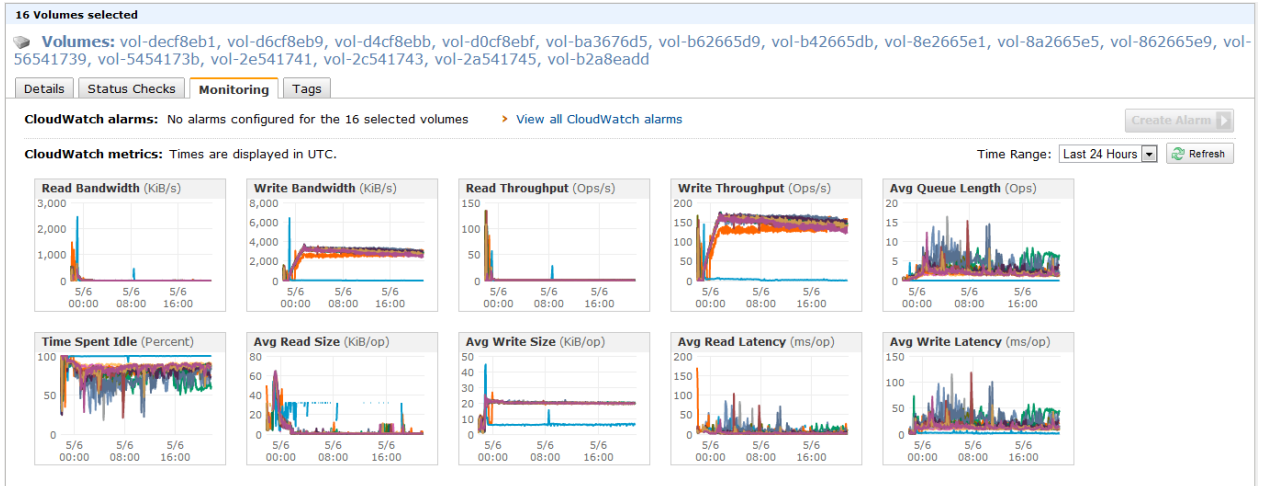 16 Volumes selected
Volumes: vol-decf8eb1, vol-d6cf8eb9, vol-d4cf8ebb, vol-d0cf8ebf, vol-ba3676d5, vol-b62665d9, vol-b42665db, vol-8e2665e1, vol-8a2665e5, vol-862665e9, vol-
56541739, vol-5454173b, vol-2e541741, vol-2c541743, vol-2a541745, vol-b2a8eadd
Details Status Checks Monitoring Tags
CloudWatch alarms: No alarms configured for the 16 selected volumes › View all CloudWatch alarms Create Alarm
CloudWatch metrics: Times are displayed in UTC. Time Range: Last 24 Hours Refresh
Read Bandwidth (KiB/s)
3,000
2,000
1,000
0
5/6 5/6 5/6
00:00 08:00 16:00
Write Bandwidth (KiB/s)
8,000
6,000
4,000
2,000
0
5/6 5/6 5/6
00:00 08:00 16:00
Read Throughput (Ops/s)
150
100
50
0
5/6 5/6 5/6
00:00 08:00 16:00
Write Throughput (Ops/s)
200
150
100
50
0
5/6 5/6 5/6
00:00 08:00 16:00
Avg Queue Length (Ops)
20
15
10
5
0
5/6 5/6 5/6
00:00 08:00 16:00
Time Spent Idle (Percent)
100
50
0
5/6 5/6 5/6
00:00 08:00 16:00
Avg Read Size (KiB/op)
80
60
40
20
0
5/6 5/6 5/6
00:00 08:00 16:00
Avg Write Size (KiB/op)
50
40
30
20
10
0
5/6 5/6 5/6
00:00 08:00 16:00
Avg Read Latency (ms/op)
200
150
100
50
0
5/6 5/6 5/6
00:00 08:00 16:00
Avg Write Latency (ms/op)
150
100
50
0
5/6 5/6 5/6
00:00 08:00 16:00